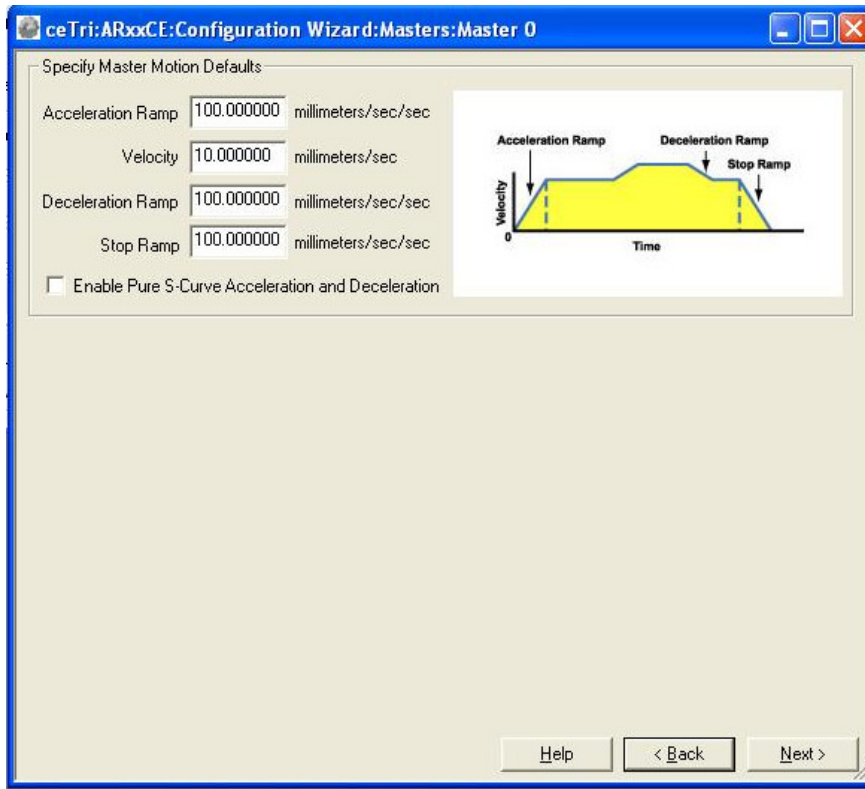 ceTri:ARxxCE:Configuration Wizard:Masters:Master 0
Specify Master Motion Defaults
Acceleration Ramp 100.000000 millimeters/sec/sec
Velocity 10.000000 millimeters/sec
Deceleration Ramp 100.000000 millimeters/sec/sec
Stop Ramp 100.000000 millimeters/sec/sec
Enable Pure S-Curve Acceleration and Deceleration
Acceleration Ramp
Deceleration Ramp
Stop Ramp
Velocity
0
Time
Help
< Back
Next >